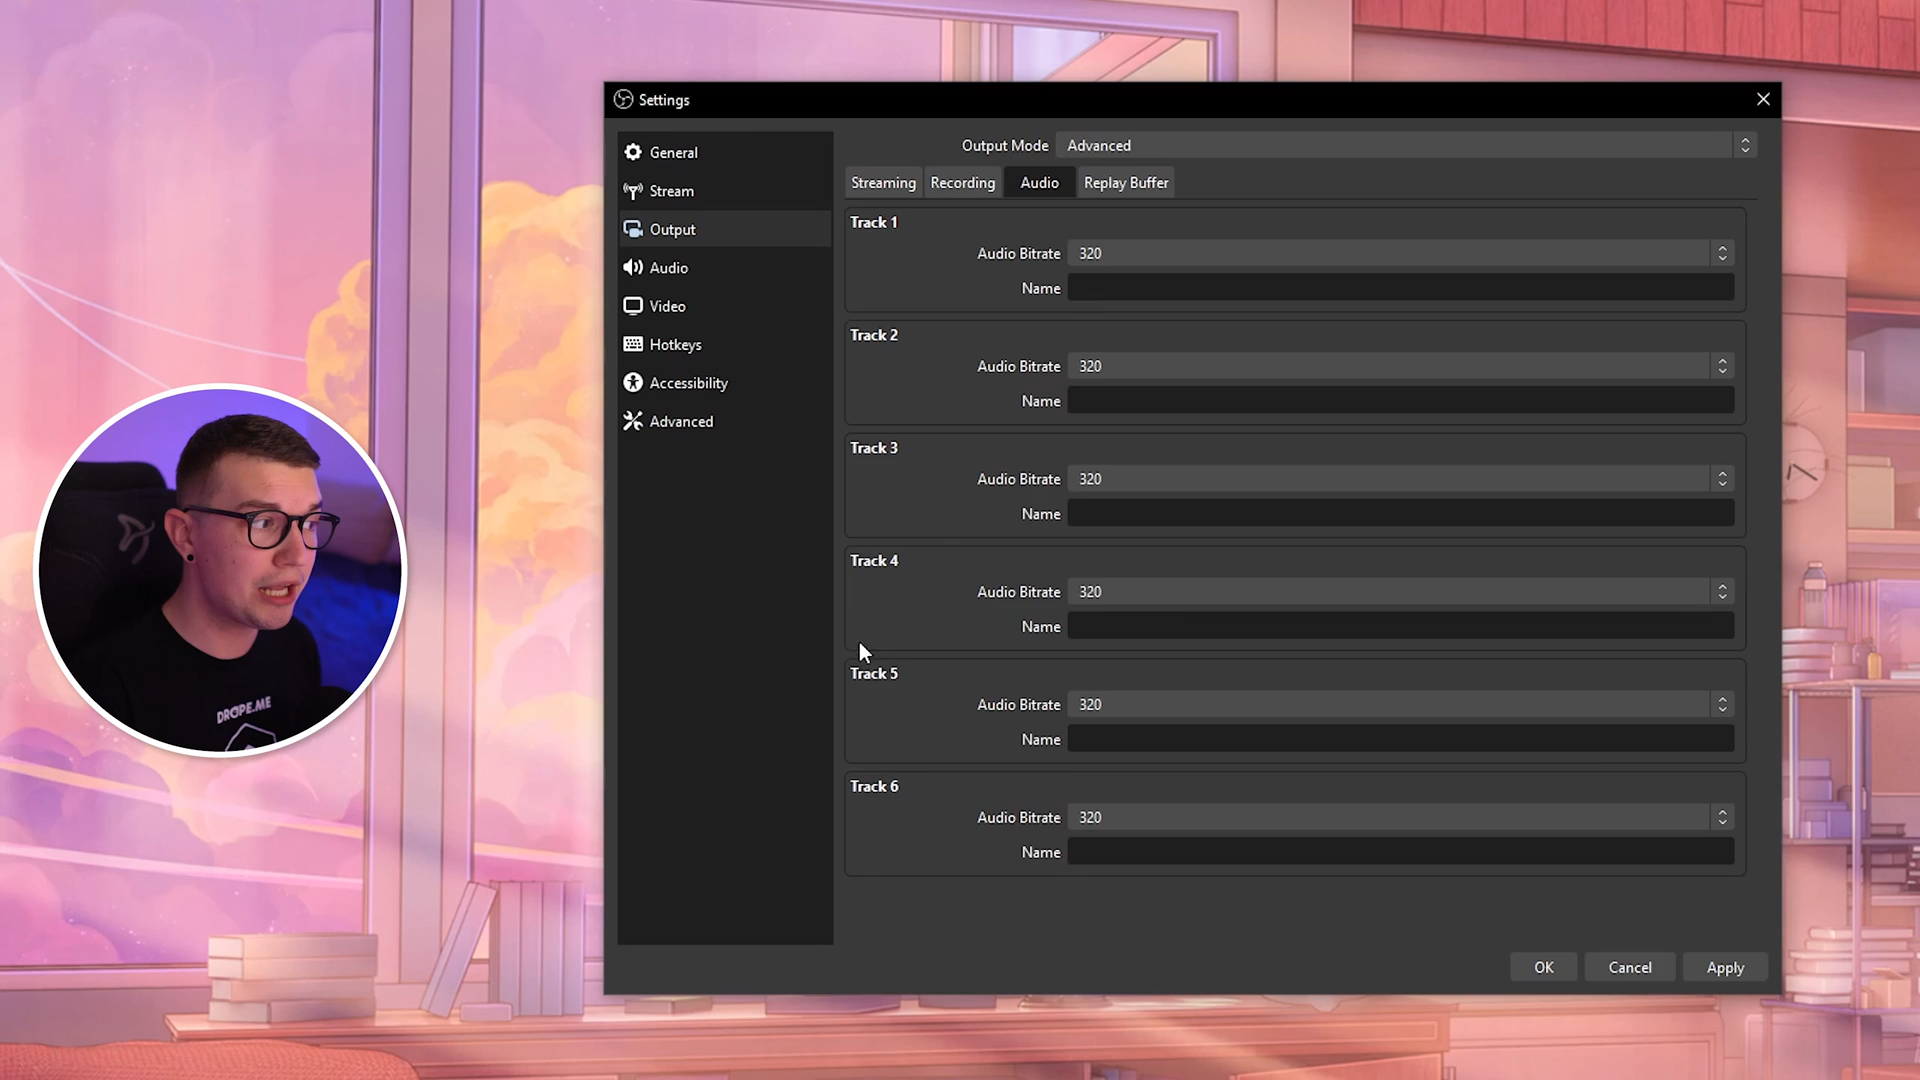 Settings
General
Stream
Output
Audio
Video
Hotkeys
Accessibility
Advanced
Output Mode Advanced
Streaming Recording Audio Replay Buffer
Track 1
Audio Bitrate 320
Name
Track 2
Audio Bitrate 320
Name
Track 3
Audio Bitrate 320
Name
Track 4
Audio Bitrate 320
Name
Track 5
Audio Bitrate 320
Name
Track 6
Audio Bitrate 320
Name
OK Cancel Apply
DROPE.ME